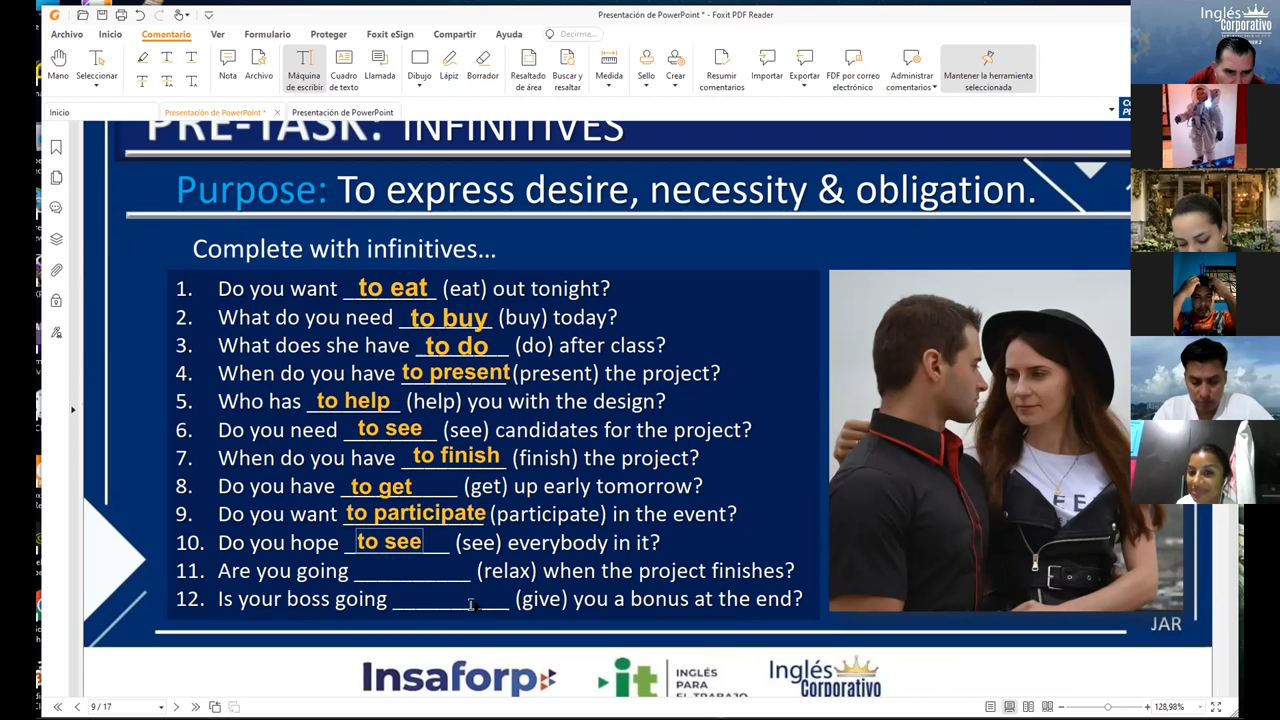 Presentación de PowerPoint * - Foxit PDF Reader
Archivo Inicio Comentario Ver Formulario Proteger Foxit eSign Compartir Ayuda Decirme...
Mano Seleccionar Nota Archivo Máquina de escribir Cuadro de texto Llamada Dibujo Lápiz Borrador Resaltado de área Buscar y resaltar Medida Sello Crear Resumir comentarios Importar Exportar FDF por correo electrónico Administrar comentarios Mantener la herramienta seleccionada
Inicio Presentación de PowerPoint * Presentación de PowerPoint
PRE-TASK: INFINITIVES
Purpose: To express desire, necessity & obligation.
Complete with infinitives...
1. Do you want to eat (eat) out tonight?
2. What do you need to buy (buy) today?
3. What does she have to do (do) after class?
4. When do you have to present (present) the project?
5. Who has to help (help) you with the design?
6. Do you need to see (see) candidates for the project?
7. When do you have to finish (finish) the project?
8. Do you have to get (get) up early tomorrow?
9. Do you want to participate (participate) in the event?
10. Do you hope to see (see) everybody in it?
11. Are you going __________ (relax) when the project finishes?
12. Is your boss going __________ (give) you a bonus at the end?
JAR
Insaforp
it INGLÉS PARA EL TRABAJO
Inglés Corporativo
9 / 17
128,98%
Inglés
Corporativo